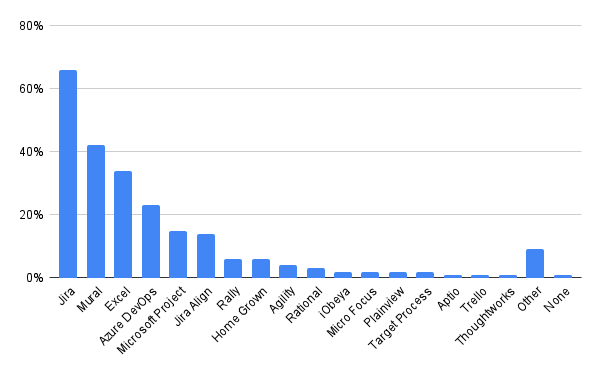 80%
60%
40%
20%
0%
Jira
Mural
Excel
Azure DevOps
Microsoft Project
Jira Align
Rally
Home Grown
Agility
Rational
iObeya
Micro Focus
Plainview
Target Process
Aptio
Trello
Thoughtworks
Other
None